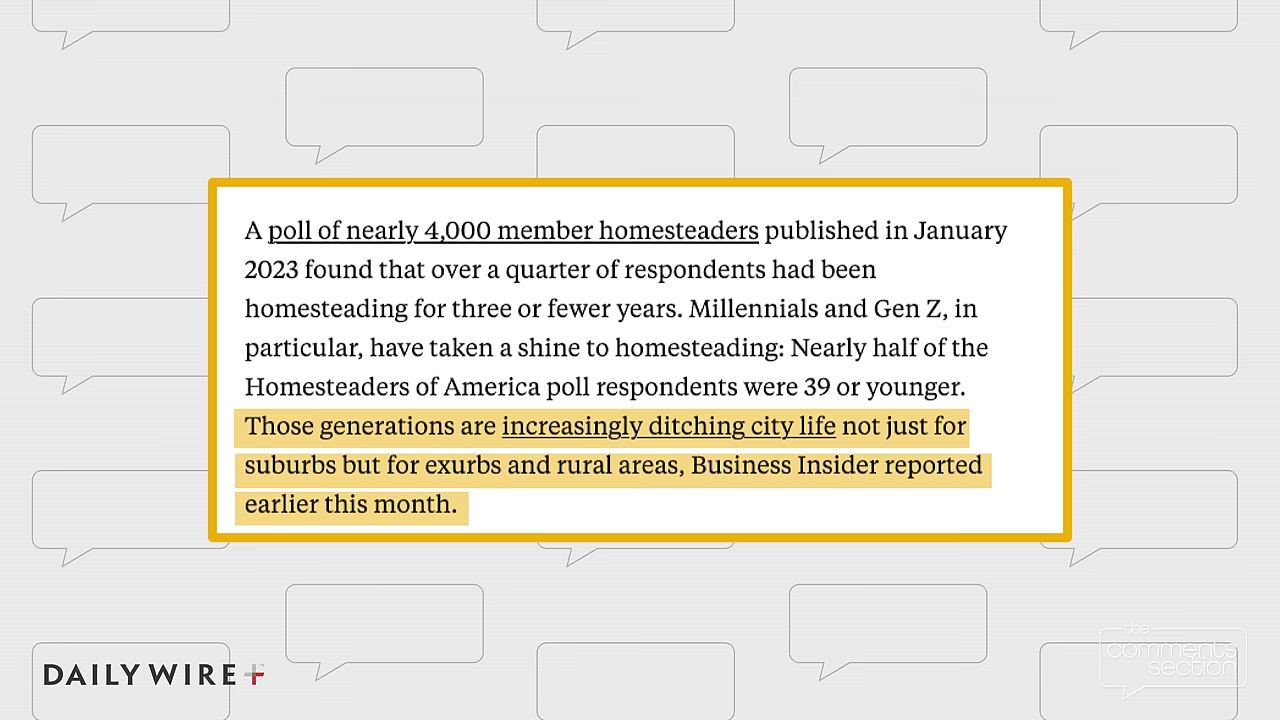 A poll of nearly 4,000 member homesteaders published in January
2023 found that over a quarter of respondents had been
homesteading for three or fewer years. Millennials and Gen Z, in
particular, have taken a shine to homesteading: Nearly half of the
Homesteaders of America poll respondents were 39 or younger.
Those generations are increasingly ditching city life not just for
suburbs but for exurbs and rural areas, Business Insider reported
earlier this month.
DAILY WIRE +
the
comments
section